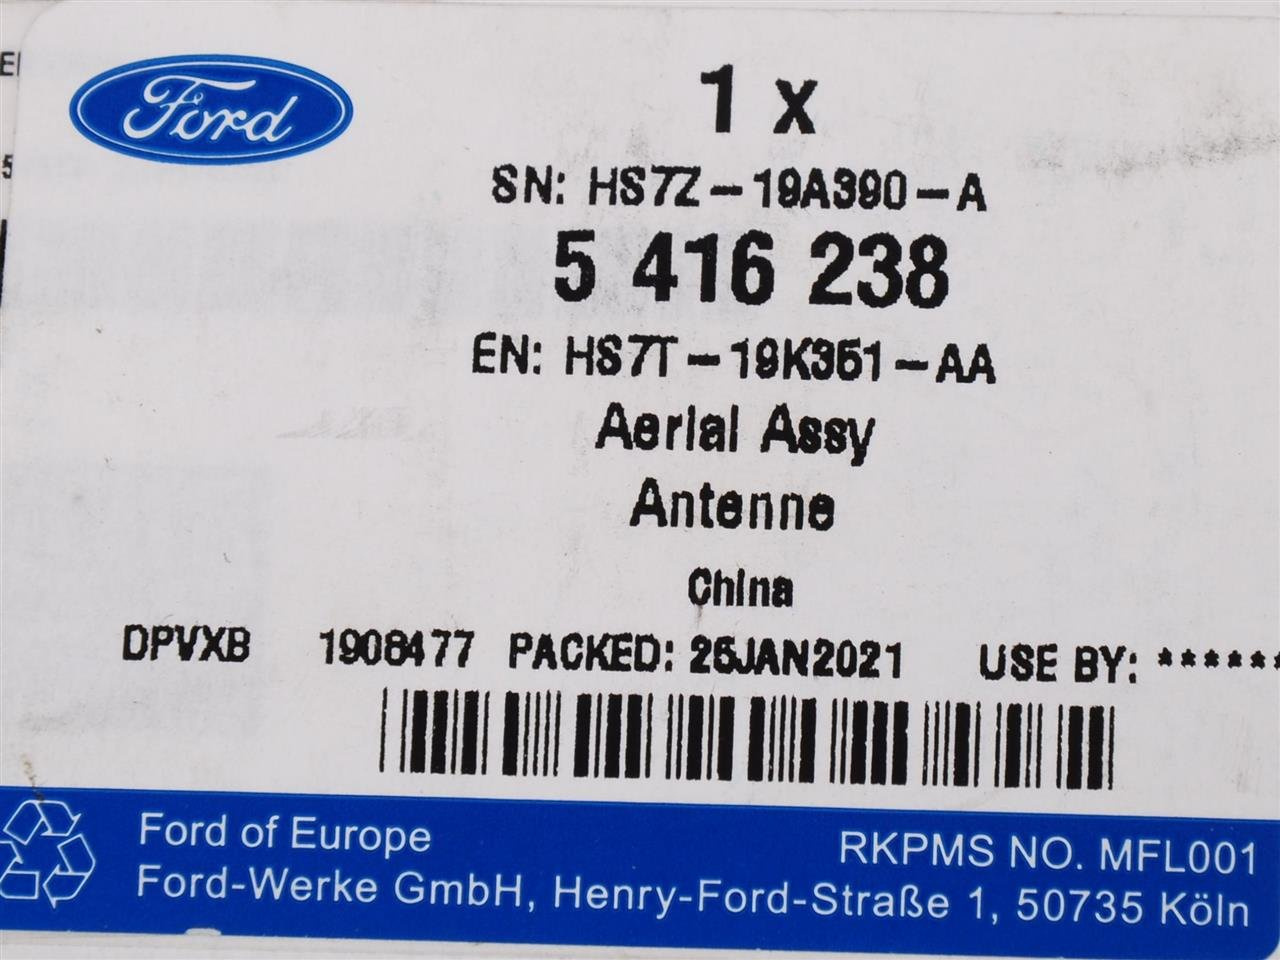 Ford
1 x
SN: HS7Z-19A390-A
5 416 238
EN: HS7T-19K351-AA
Aerial Assy
Antenne
China
DPVXB 1906477 PACKED: 25JAN2021 USE BY: ******
Ford of Europe
RKPMS NO. MFL001
Ford-Werke GmbH, Henry-Ford-Straße 1, 50735 Köln